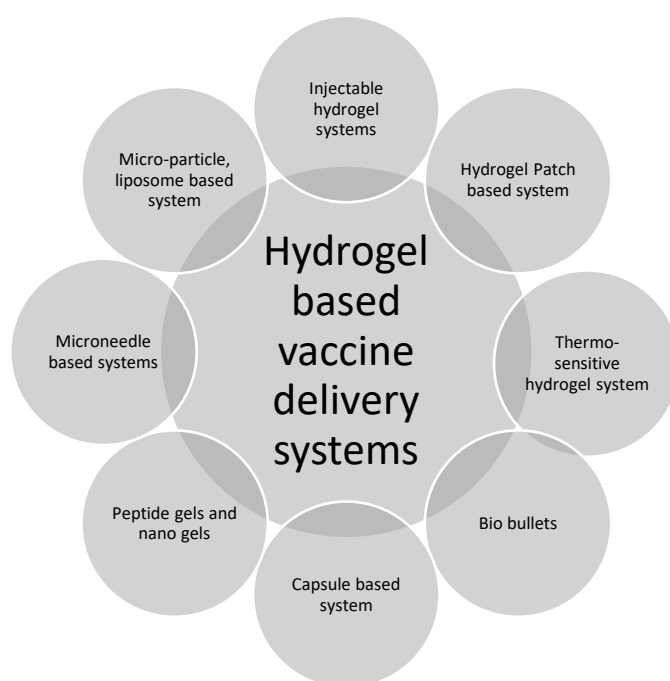 Injectable
hydrogel
systems
Hydrogel Patch
based system
Thermo-
sensitive
hydrogel system
Bio bullets
Capsule based
system
Peptide gels and
nano gels
Microneedle
based systems
Micro-particle,
liposome based
system
Hydrogel
based
vaccine
delivery
systems